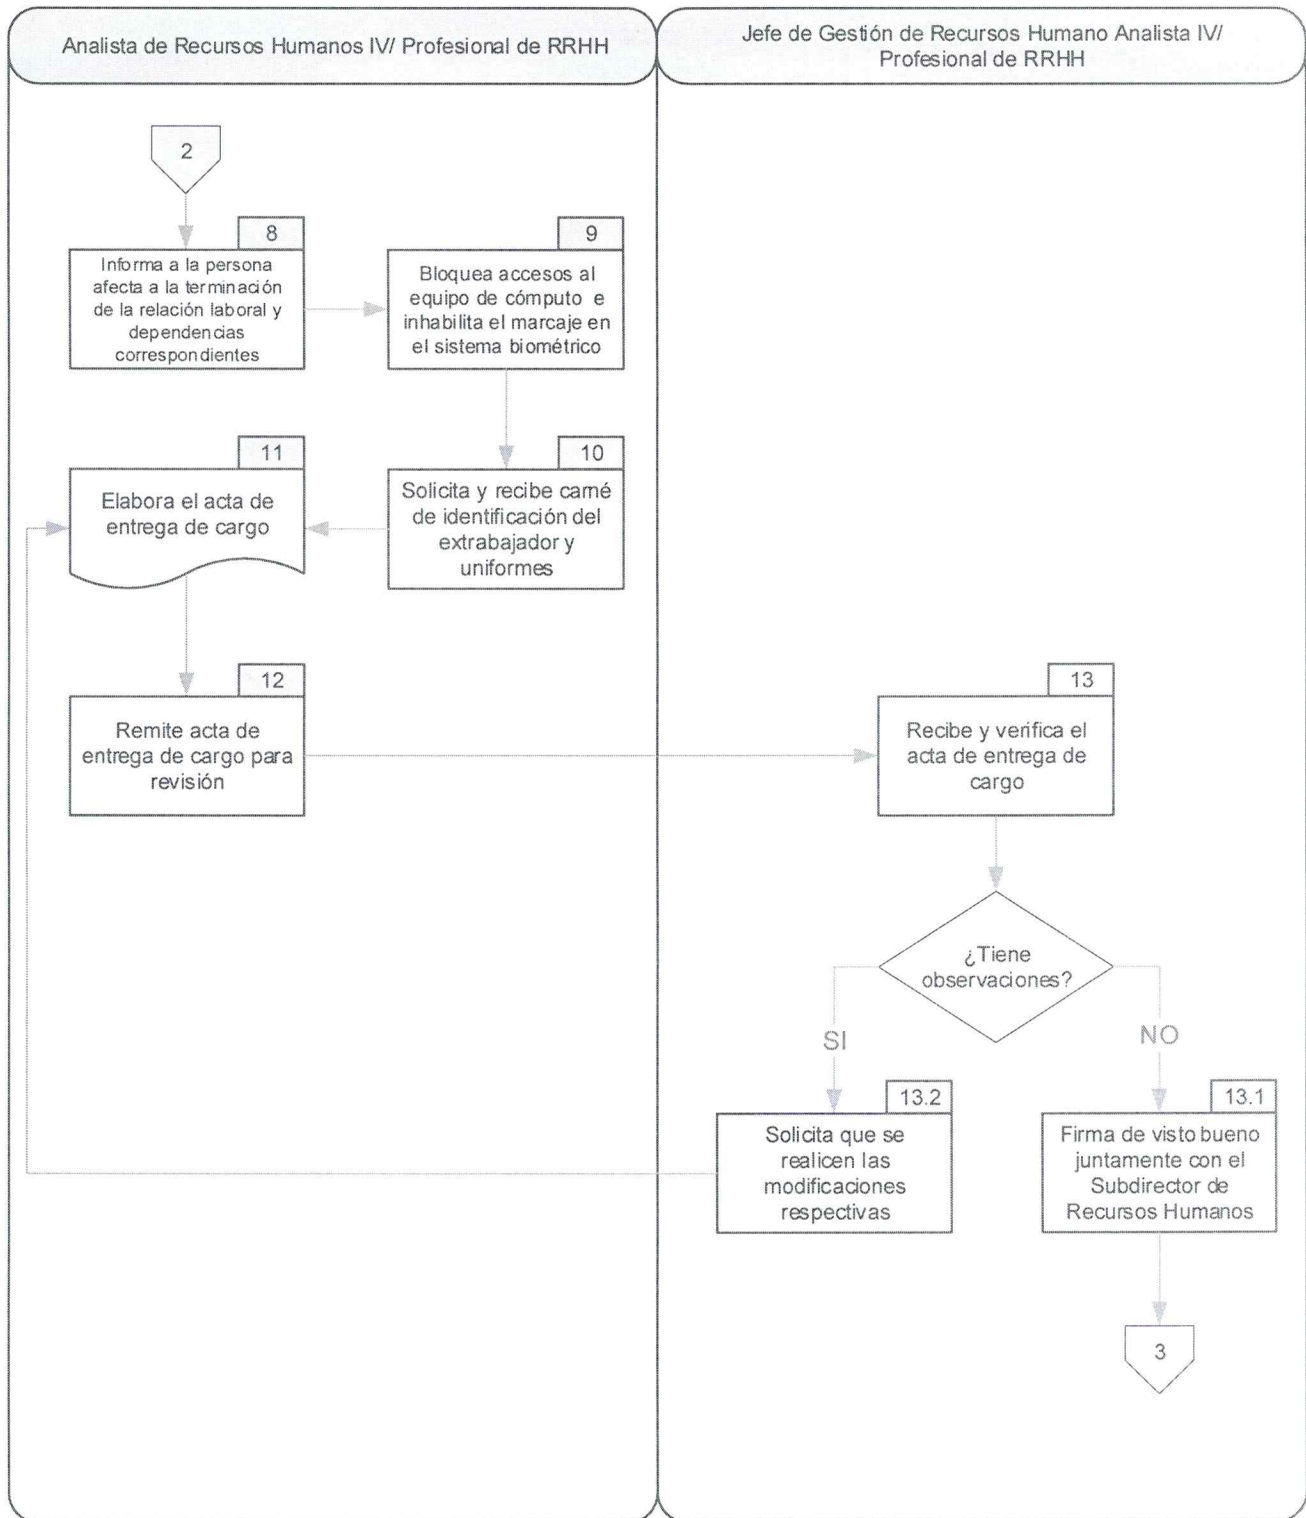 Analista de Recursos Humanos IV/ Profesional de RRHH
Jefe de Gestión de Recursos Humano Analista IV/
Profesional de RRHH
2
8
Informa a la persona
afecta a la terminación
de la relación laboral y
dependencias
correspondientes
9
Bloquea accesos al
equipo de cómputo e
inhabilita el marcaje en
el sistema biométrico
11
Elabora el acta de
entrega de cargo
10
Solicita y recibe carné
de identificación del
extrabajador y
uniformes
12
Remite acta de
entrega de cargo para
revisión
13
Recibe y verifica el
acta de entrega de
cargo
¿Tiene
observaciones?
SI
NO
13.2
Solicita que se
realicen las
modificaciones
respectivas
13.1
Firma de visto bueno
juntamente con el
Subdirector de
Recursos Humanos
3